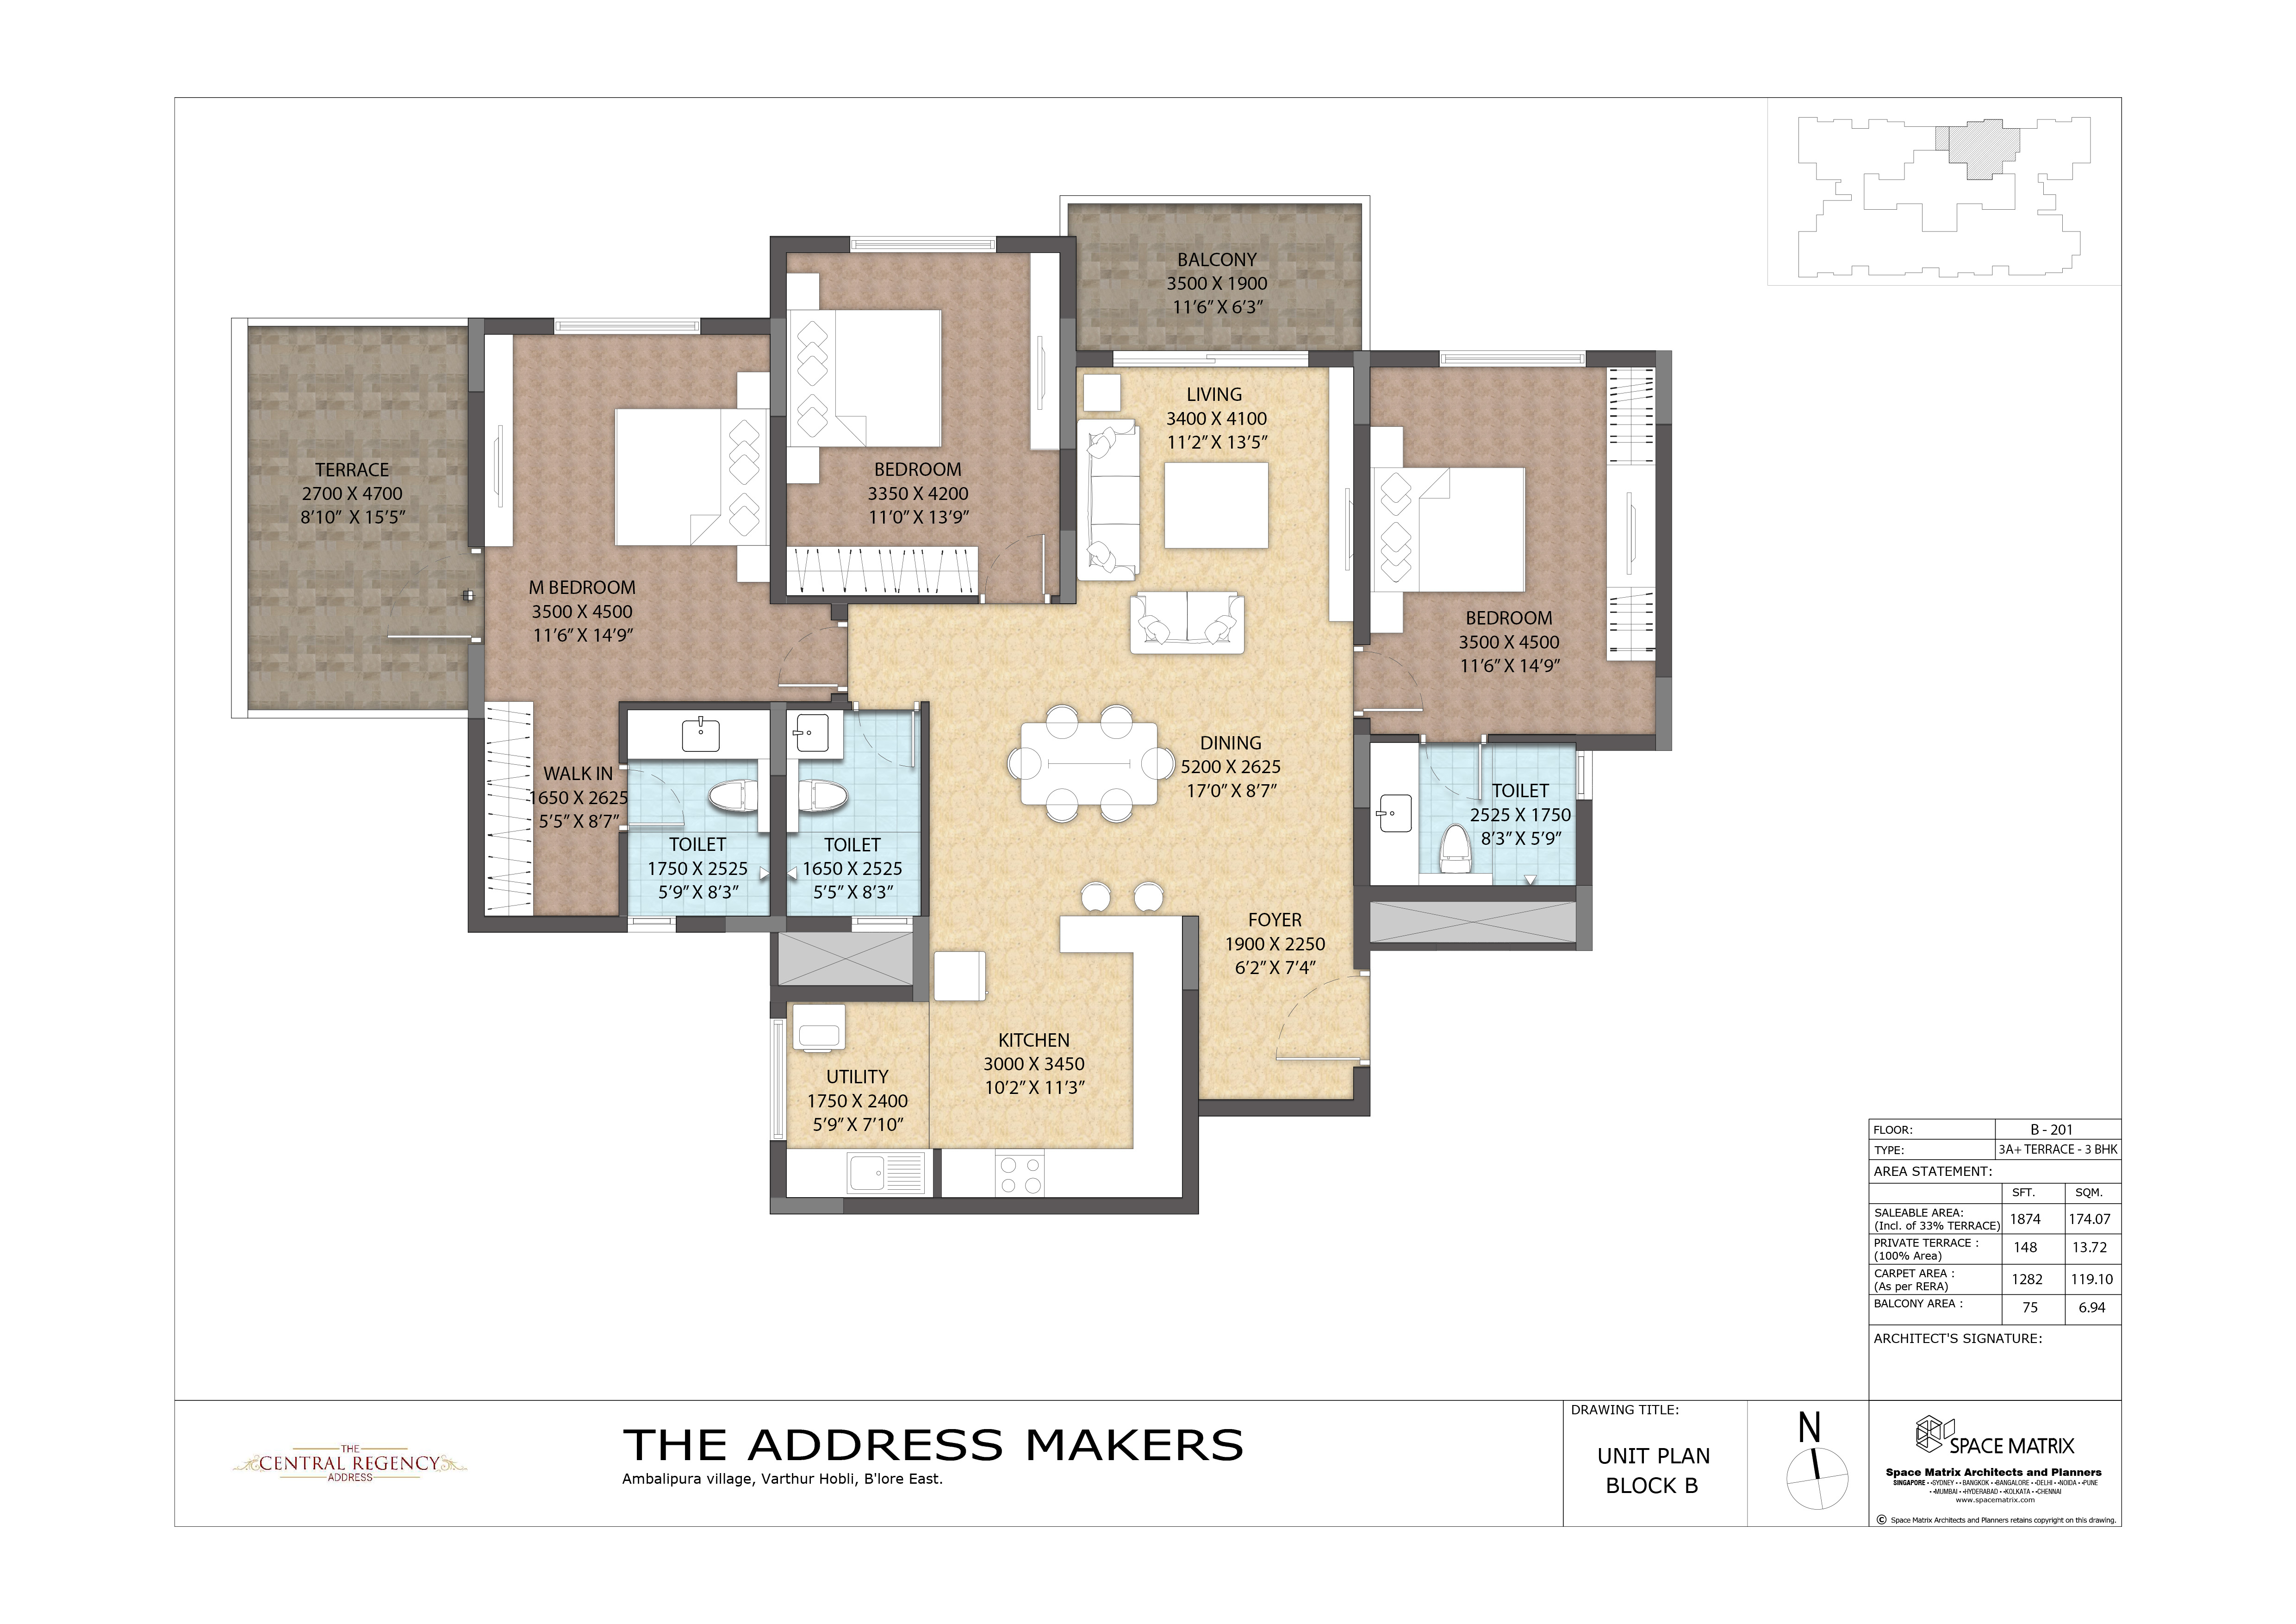 BALCONY
3500 X 1900
11'6" X 6'3"
LIVING
3400 X 4100
11'2" X 13'5"
TERRACE
2700 X 4700
8'10" X 15'5"
BEDROOM
3350 X 4200
11'0" X 13'9"
M BEDROOM
3500 X 4500
11'6" X 14'9"
BEDROOM
3500 X 4500
11'6" X 14'9"
DINING
5200 X 2625
17'0" X 8'7"
WALK IN
1650 X 2625
5'5" X 8'7"
TOILET
2525 X 1750
8'3" X 5'9"
TOILET
1750 X 2525
5'9" X 8'3"
TOILET
1650 X 2525
5'5" X 8'3"
FOYER
1900 X 2250
6'2" X 7'4"
KITCHEN
3000 X 3450
10'2" X 11'3"
UTILITY
1750 X 2400
5'9" X 7'10"
FLOOR: B - 201
TYPE: 3A+ TERRACE - 3 BHK
AREA STATEMENT:
SFT. SQM.
SALEABLE AREA:
(Incl. of 33% TERRACE) 1874 174.07
PRIVATE TERRACE :
(100% Area) 148 13.72
CARPET AREA :
(As per RERA) 1282 119.10
BALCONY AREA : 75 6.94
ARCHITECT'S SIGNATURE:
THE
CENTRAL REGENCY
ADDRESS
THE ADDRESS MAKERS
Ambalipura village, Varthur Hobli, B'lore East.
DRAWING TITLE:
UNIT PLAN
BLOCK B
N
SPACE MATRIX
Space Matrix Architects and Planners
SINGAPORE • •SYDNEY • • BANGKOK • •BANGALORE • •DELHI • •NOIDA • •PUNE
• •MUMBAI • •HYDERABAD • •KOLKATA • •CHENNAI
www.spacematrix.com
© Space Matrix Architects and Planners retains copyright on this drawing.